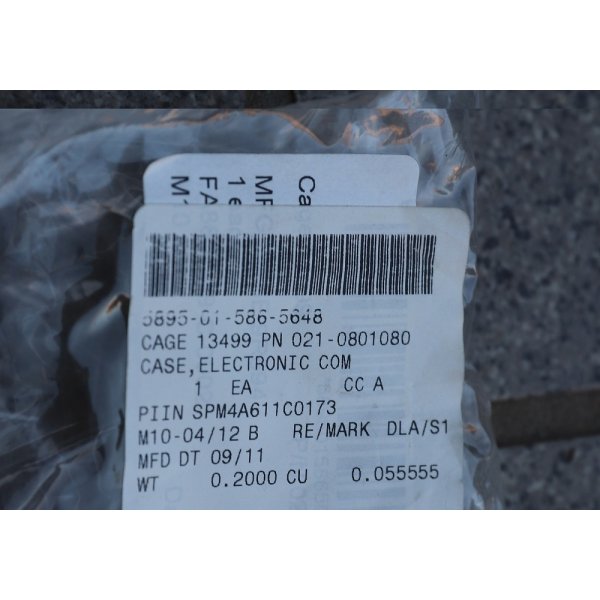 5895-01-586-5648
CAGE 13499 PN 021-0801080
CASE,ELECTRONIC COM
1 EA CC A
PIIN SPM4A611C0173
M10-04/12 B RE/MARK DLA/S1
MFD DT 09/11
WT 0.2000 CU 0.055555